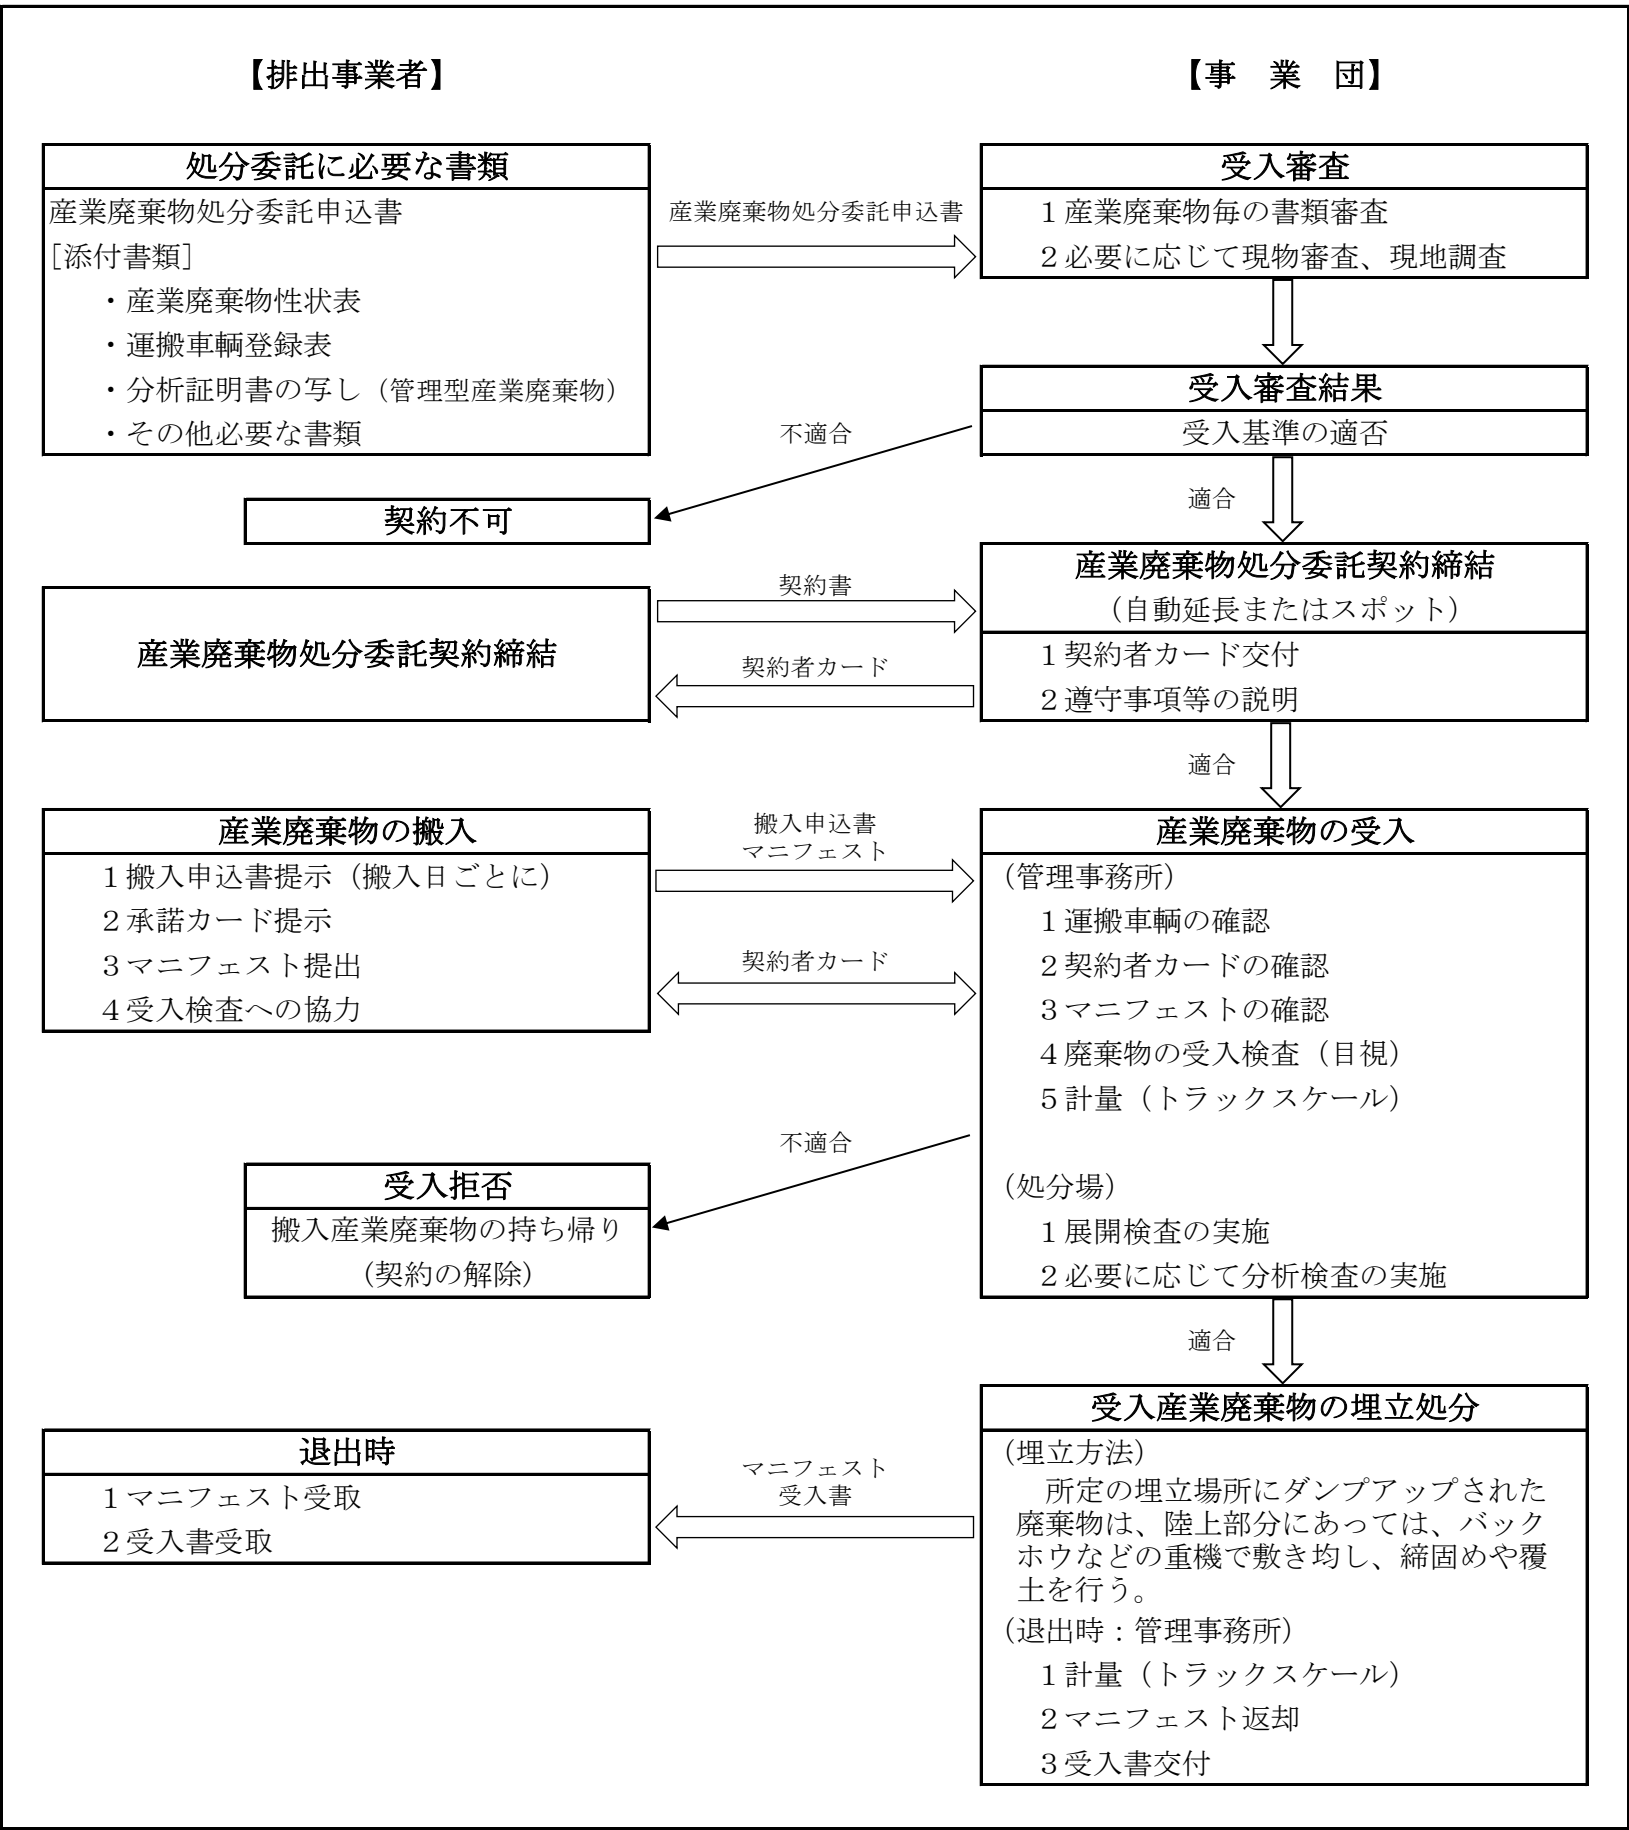 【排出事業者】
【事　業　団】
処分委託に必要な書類
産業廃棄物処分委託申込書
［添付書類］
・産業廃棄物性状表
・運搬車輌登録表
・分析証明書の写し（管理型産業廃棄物）
・その他必要な書類
産業廃棄物処分委託申込書
受入審査
１産業廃棄物毎の書類審査
２必要に応じて現物審査、現地調査
受入審査結果
受入基準の適否
不適合
契約不可
適合
産業廃棄物処分委託契約締結
（自動延長またはスポット）
１契約者カード交付
２遵守事項等の説明
契約書
産業廃棄物処分委託契約締結
契約者カード
適合
産業廃棄物の搬入
１搬入申込書提示（搬入日ごとに）
２承諾カード提示
３マニフェスト提出
４受入検査への協力
搬入申込書
マニフェスト
契約者カード
産業廃棄物の受入
（管理事務所）
１運搬車輌の確認
２契約者カードの確認
３マニフェストの確認
４廃棄物の受入検査（目視）
５計量（トラックスケール）
（処分場）
１展開検査の実施
２必要に応じて分析検査の実施
不適合
受入拒否
搬入産業廃棄物の持ち帰り
（契約の解除）
適合
受入産業廃棄物の埋立処分
（埋立方法）
所定の埋立場所にダンプアップされた
廃棄物は、陸上部分にあっては、バック
ホウなどの重機で敷き均し、締固めや覆
土を行う。
（退出時：管理事務所）
１計量（トラックスケール）
２マニフェスト返却
３受入書交付
マニフェスト
受入書
退出時
１マニフェスト受取
２受入書受取